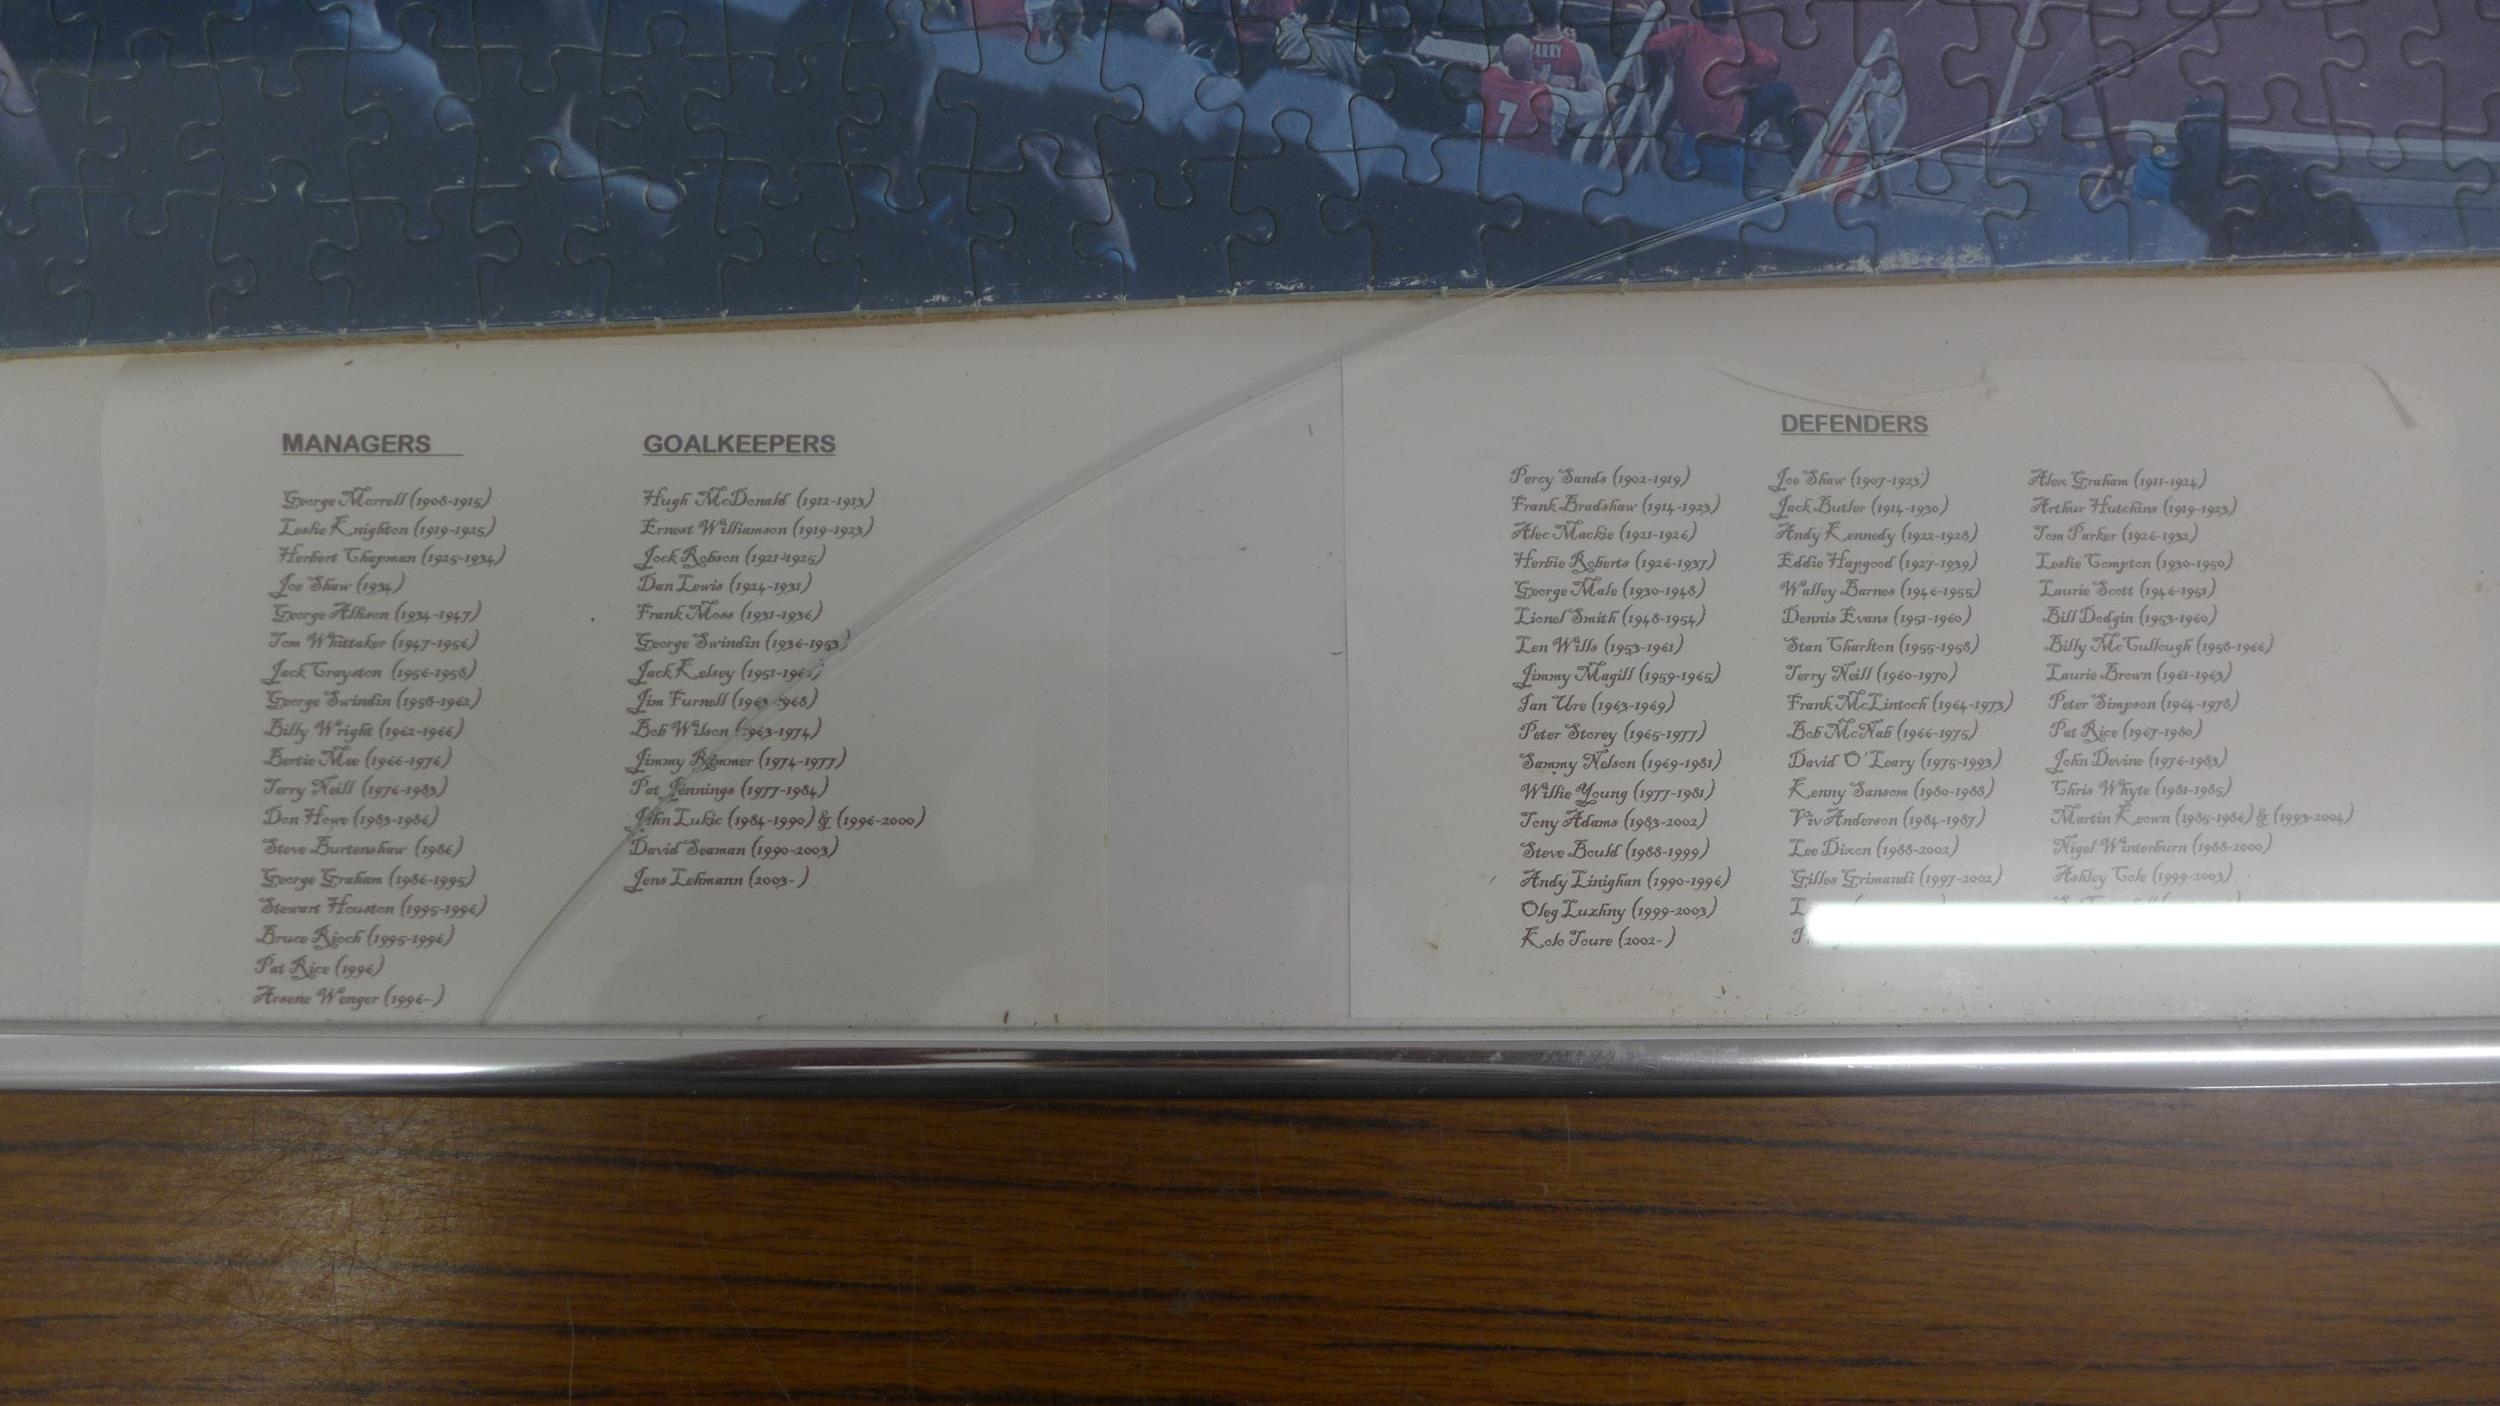 ARRY
7
MANAGERS
George Morrell (1908-1915)
Leslie Knighton (1919-1925)
Herbert Chapman (1925-1934)
Joe Shaw (1934)
George Allison (1934-1947)
Tom Whittaker (1947-1956)
Jack Crayston (1956-1958)
George Swindin (1958-1962)
Billy Wright (1962-1966)
Bertie Mee (1966-1976)
Terry Neill (1976-1983)
Don Howe (1983-1986)
Steve Burtenshaw (1986)
George Graham (1986-1995)
Stewart Houston (1995-1996)
Bruce Rioch (1995-1996)
Pat Rice (1996)
Arsene Wenger (1996- )
GOALKEEPERS
Hugh McDonald (1912-1913)
Ernest Williamson (1919-1923)
Jock Robson (1921-1925)
Dan Lewis (1924-1931)
Frank Moss (1931-1936)
George Swindin (1936-1953)
Jack Kelsey
Jim Furnell (1963-1968)
Bob Wilson (1963-1974)
Jimmy Rimmer (1974-1977)
Pat Jennings (1977-1984)
John Lukic (1984-1990) & (1996-2000)
David Seaman (1990-2003)
Jens Lehmann (2003- )
DEFENDERS
Percy Sands (1902-1919)
Frank Bradshaw (1914-1923)
Alec Mackie (1921-1926)
Herbie Roberts (1926-1937)
George Male (1930-1948)
Lionel Smith (1948-1954)
Len Wills (1953-1961)
Jimmy Magill (1959-1965)
Ian Ure (1963-1969)
Peter Storey (1965-1977)
Sammy Nelson (1969-1981)
Willie Young (1977-1981)
Tony Adams (1983-2002)
Steve Bould (1988-1999)
Andy Linighan (1990-1996)
Oleg Luzhny (1999-2003)
Kolo Toure (2002- )
Joe Shaw (1907-1923)
Jack Butler (1914-1930)
Andy Kennedy (1922-1928)
Eddie Hapgood (1927-1939)
Walley Barnes (1946-1955)
Dennis Evans (1951-1960)
Stan Charlton (1955-1958)
Terry Neill (1960-1970)
Frank McLintock (1964-1973)
Bob McNab (1966-1975)
David O'Leary (1975-1993)
Kenny Sansom (1980-1988)
Viv Anderson (1984-1987)
Lee Dixon (1988-2002)
Gilles Grimandi (1997-2002)
Alex Graham (1911-1924)
Arthur Hutchins (1919-1923)
Tom Parker (1926-1932)
Leslie Compton (1930-1950)
Laurie Scott (1946-1951)
Bill Dodgin (1953-1960)
Billy McCullough (1958-1966)
Laurie Brown (1961-1963)
Peter Simpson (1964-1978)
Pat Rice (1967-1980)
John Devine (1976-1983)
Chris Whyte (1981-1985)
Martin Keown (1985-1986) & (1993-2004)
Nigel Winterburn (1988-2000)
Ashley Cole (1999-2003)